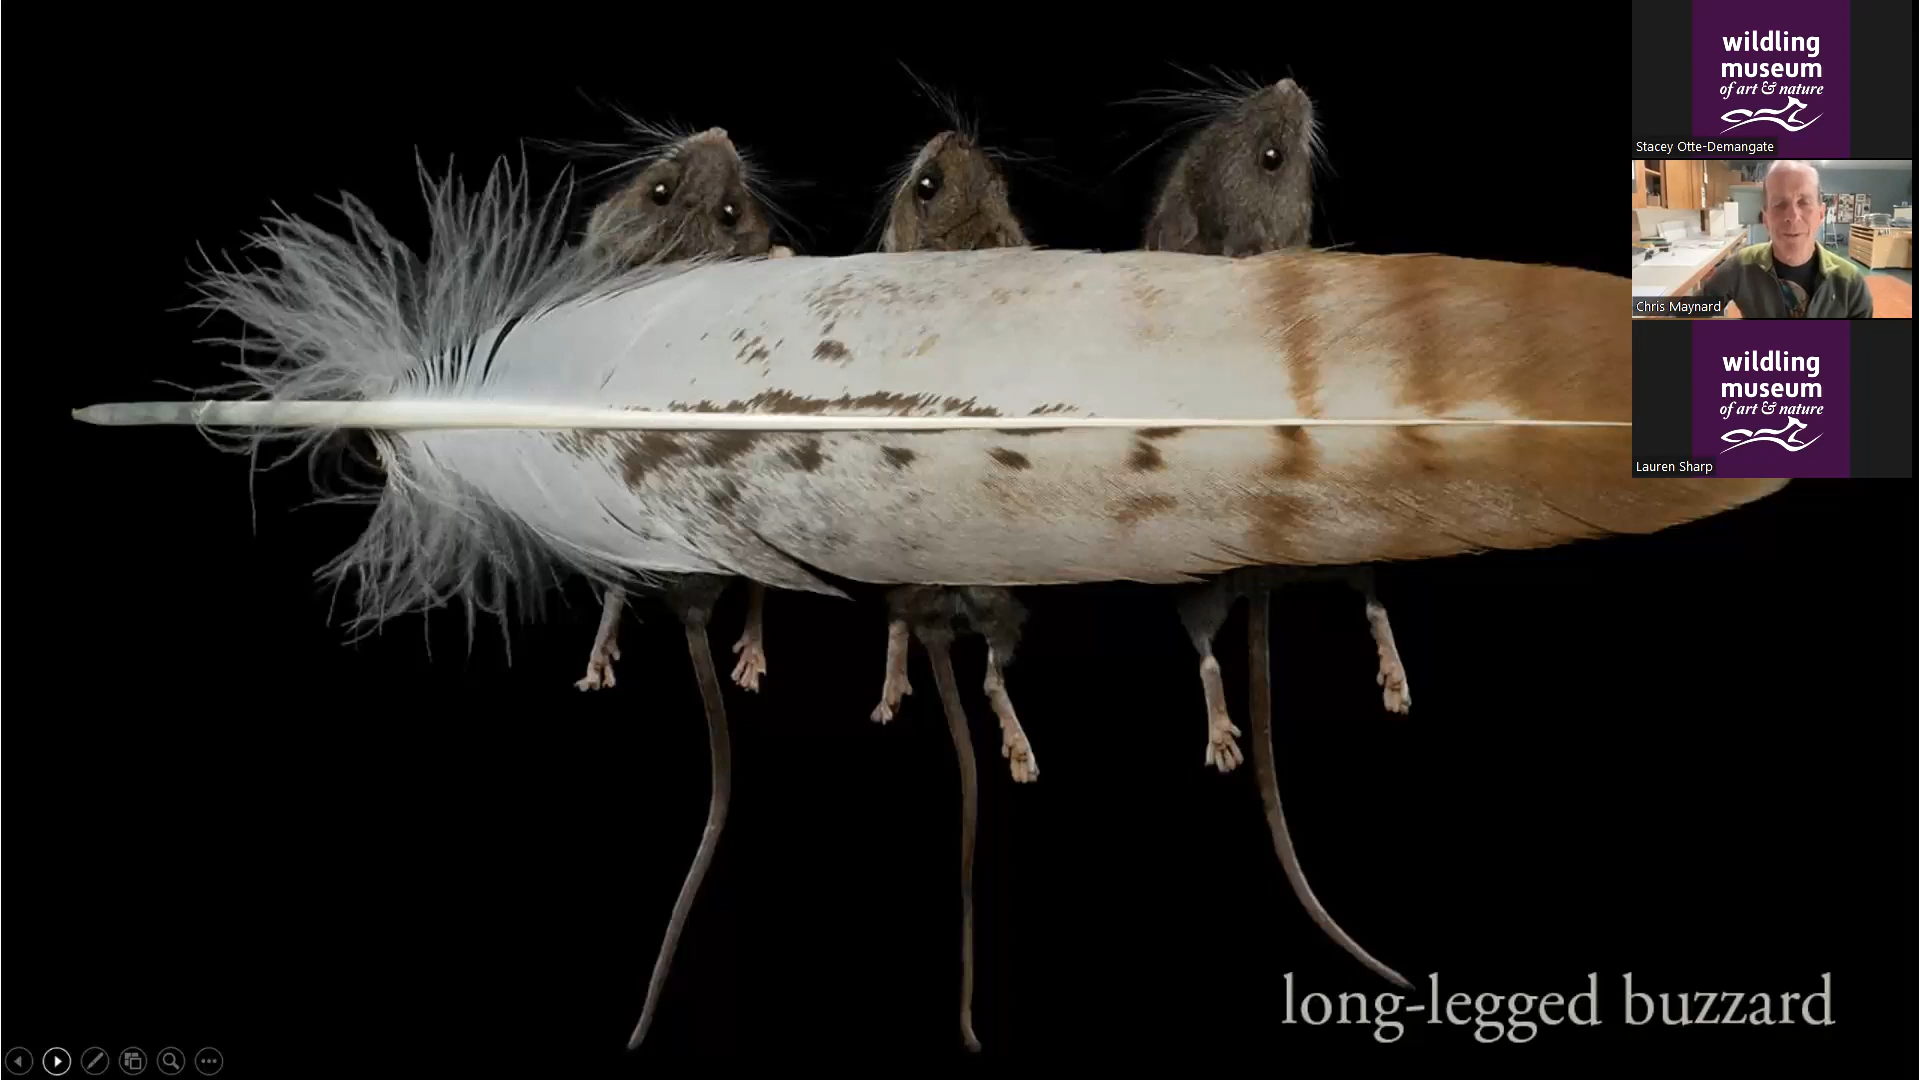 wildling
museum
of art & nature
Stacey Otte-Demangate
Chris Maynard
wildling
museum
of art & nature
Lauren Sharp
long-legged buzzard